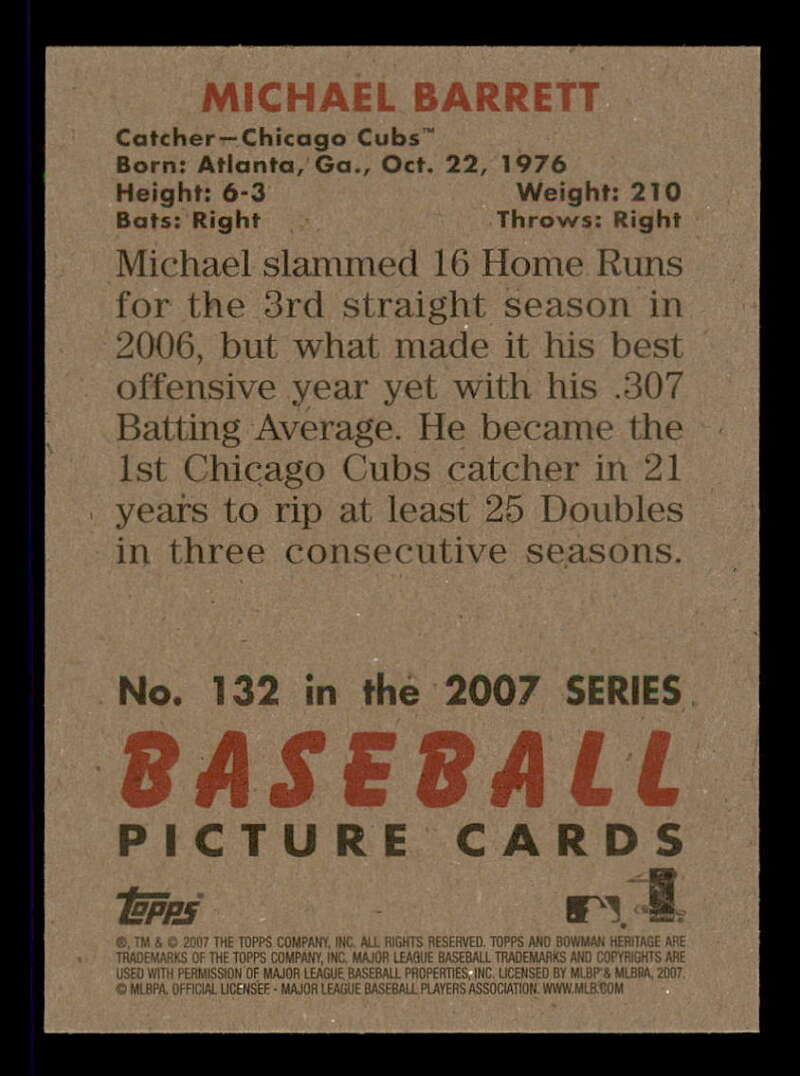 MICHAEL BARRETT
Catcher—Chicago Cubs™
Born: Atlanta, Ga., Oct. 22, 1976
Height: 6-3 Weight: 210
Bats: Right Throws: Right
Michael slammed 16 Home Runs
for the 3rd straight season in
2006, but what made it his best
offensive year yet with his .307
Batting Average. He became the
1st Chicago Cubs catcher in 21
years to rip at least 25 Doubles
in three consecutive seasons.
No. 132 in the 2007 SERIES
BASEBALL
PICTURE CARDS
Topps
®, TM & © 2007 THE TOPPS COMPANY, INC. ALL RIGHTS RESERVED. TOPPS AND BOWMAN HERITAGE ARE
TRADEMARKS OF THE TOPPS COMPANY, INC. MAJOR LEAGUE BASEBALL TRADEMARKS AND COPYRIGHTS ARE
USED WITH PERMISSION OF MAJOR LEAGUE BASEBALL PROPERTIES, INC. LICENSED BY MLBP & MLBPA, 2007.
© MLBPA. OFFICIAL LICENSEE - MAJOR LEAGUE BASEBALL PLAYERS ASSOCIATION. WWW.MLB.COM